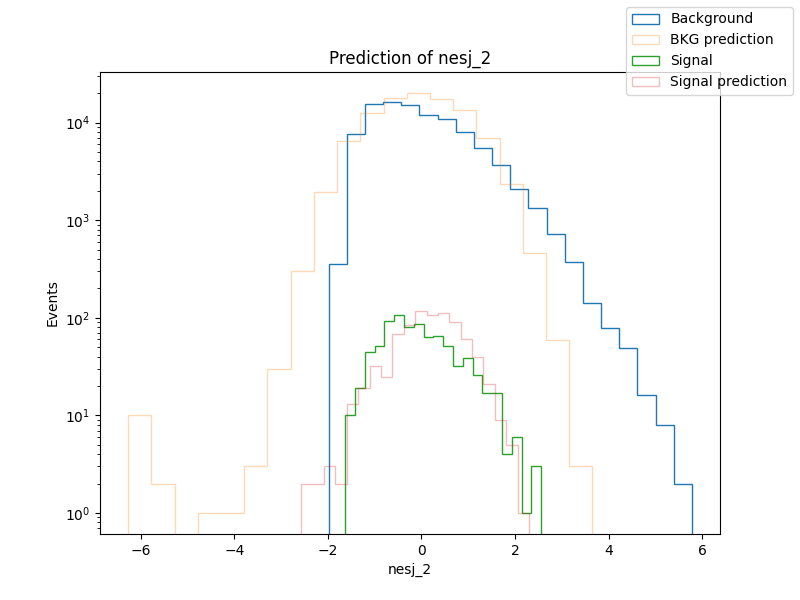 Prediction of nesj_2
Background
BKG prediction
Signal
Signal prediction
Events
10⁴
10³
10²
10¹
10⁰
−6
−4
−2
0
2
4
6
nesj_2